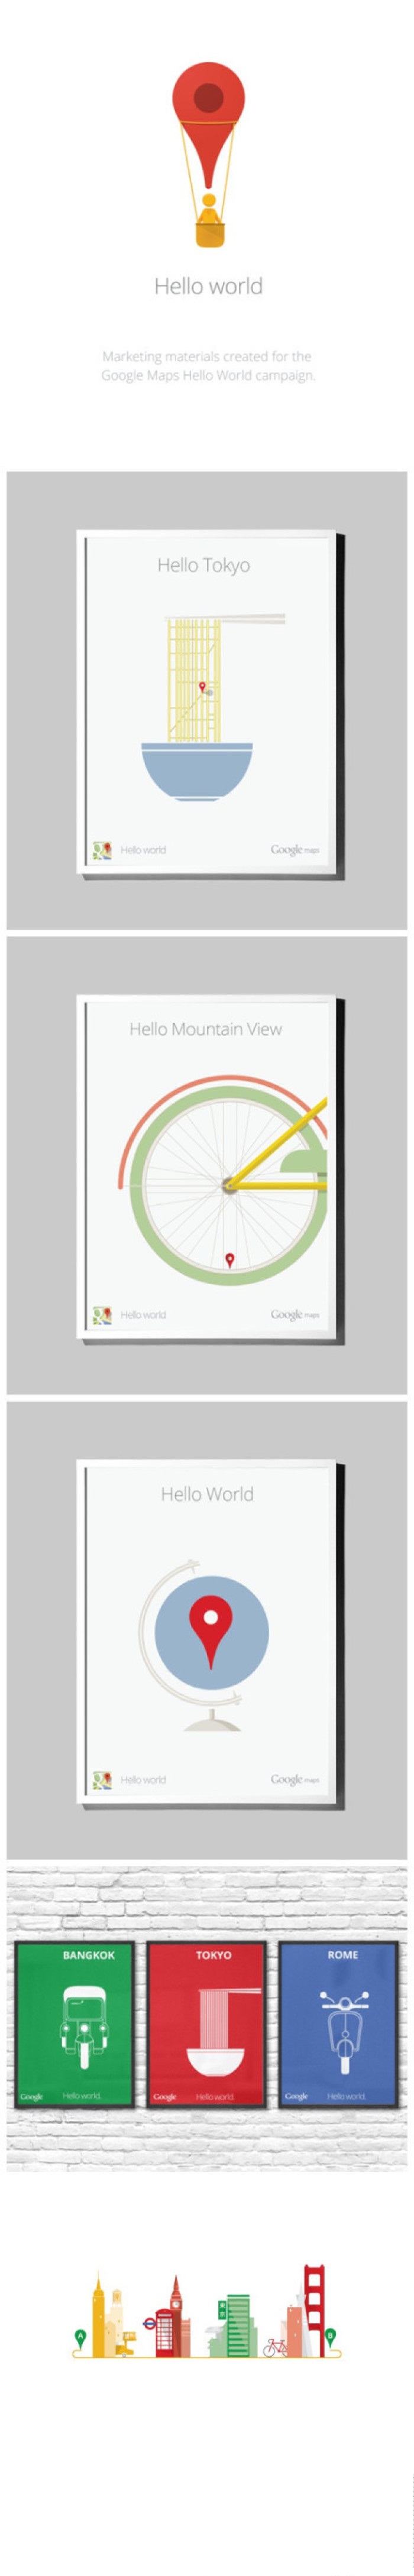 Hello world
Marketing materials created for the
Google Maps Hello World campaign.
Hello Tokyo
Hello world
Google maps
Hello Mountain View
Hello world
Google maps
Hello World
Hello world
Google maps
BANGKOK
Google
Hello world.
TOKYO
Google
Hello world.
ROME
Google
Hello world.
A
東京
B